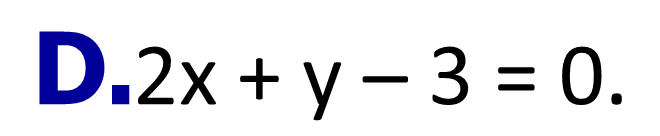 D.2x + y – 3 = 0.